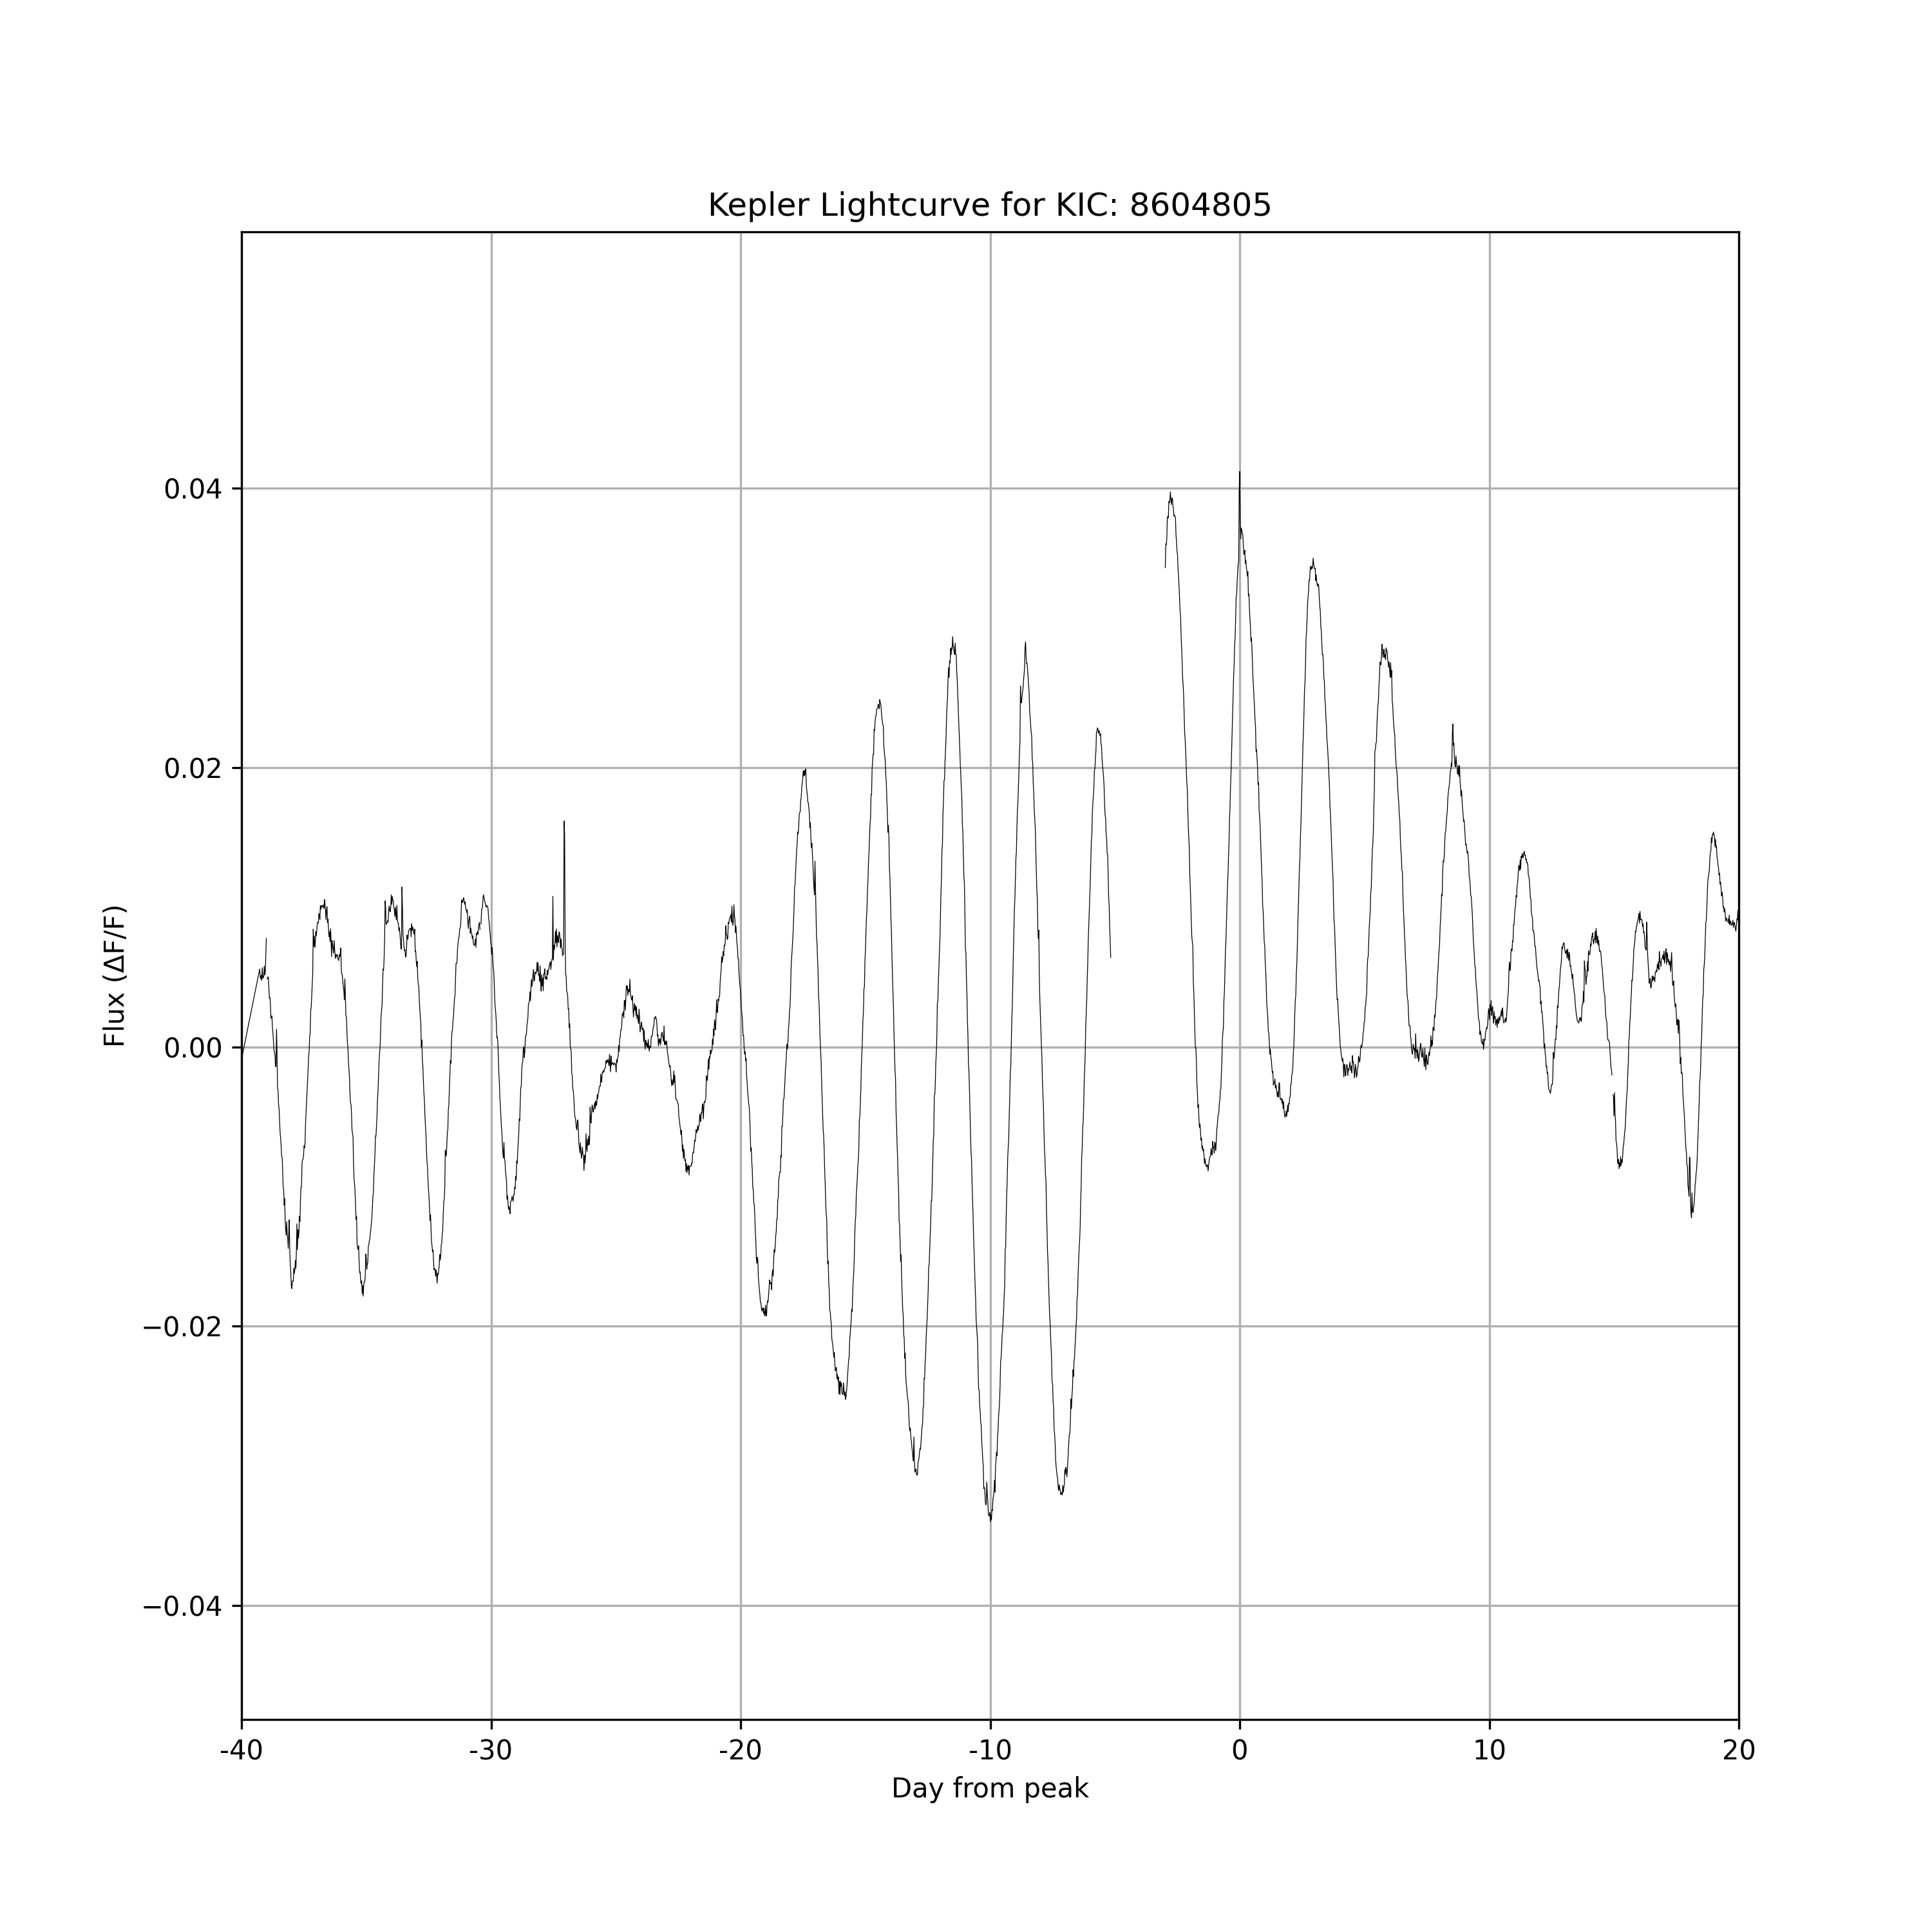 Kepler Lightcurve for KIC: 8604805
Flux (ΔF/F)
0.04
0.02
0.00
−0.02
−0.04
-40 -30 -20 -10 0 10 20
Day from peak